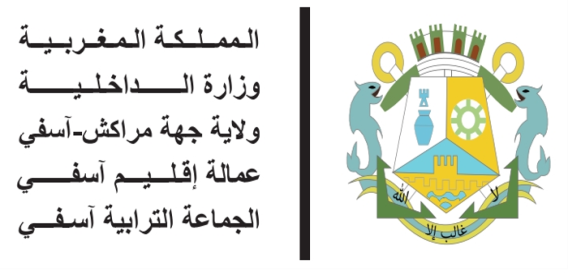 المملكة المغربية
وزارة الداخلية
ولاية جهة مراكش-آسفي
عمالة إقليم آسفي
الجماعة الترابية آسفي
لا غالب إلا الله